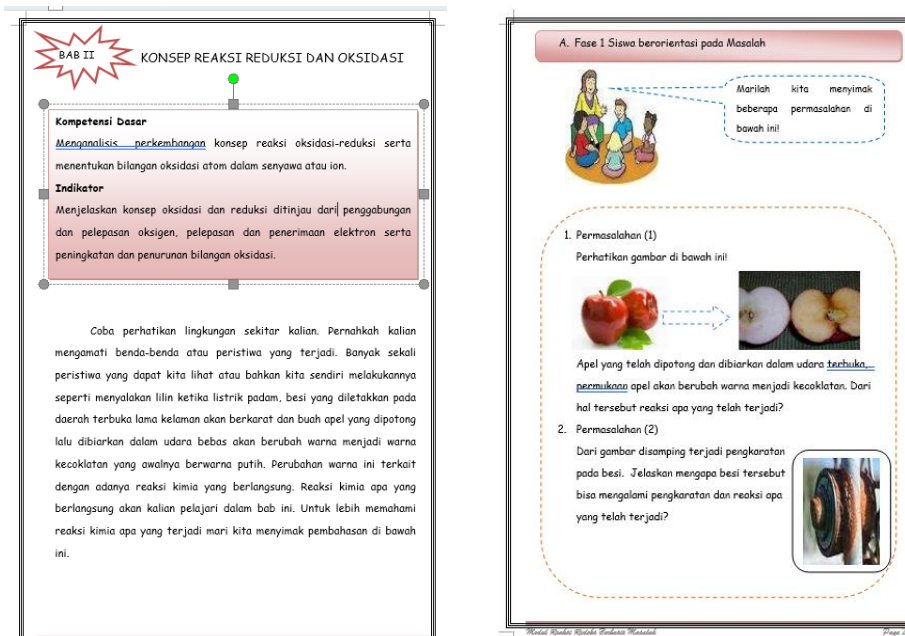 BAB II
KONSEP REAKSI REDUKSI DAN OKSIDASI
Kompetensi Dasar
Menganalisis perkembangan konsep reaksi oksidasi-reduksi serta
menentukan bilangan oksidasi atom dalam senyawa atau ion.
Indikator
Menjelaskan konsep oksidasi dan reduksi ditinjau dari penggabungan
dan pelepasan oksigen, pelepasan dan penerimaan elektron serta
peningkatan dan penurunan bilangan oksidasi.
Coba perhatikan lingkungan sekitar kalian. Pernahkah kalian
mengamati benda-benda atau peristiwa yang terjadi. Banyak sekali
peristiwa yang dapat kita lihat atau bahkan kita sendiri melakukannya
seperti menyalakan lilin ketika listrik padam, besi yang diletakkan pada
daerah terbuka lama kelaman akan berkarat dan buah apel yang dipotong
lalu dibiarkan dalam udara bebas akan berubah warna menjadi warna
kecoklatan yang awalnya berwarna putih. Perubahan warna ini terkait
dengan adanya reaksi kimia yang berlangsung. Reaksi kimia apa yang
berlangsung akan kalian pelajari dalam bab ini. Untuk lebih memahami
reaksi kimia apa yang terjadi mari kita menyimak pembahasan di bawah
ini.
A. Fase 1 Siswa berorientasi pada Masalah
Marilah kita menyimak
beberapa permasalahan di
bawah ini!
1. Permasalahan (1)
Perhatikan gambar di bawah ini!
Apel yang telah dipotong dan dibiarkan dalam udara terbuka,
permukaan apel akan berubah warna menjadi kecoklatan. Dari
hal tersebut reaksi apa yang telah terjadi?
2. Permasalahan (2)
Dari gambar disamping terjadi pengkaratan
pada besi. Jelaskan mengapa besi tersebut
bisa mengalami pengkaratan dan reaksi apa
yang telah terjadi?
Modul Reaksi Redoks Berbasis Masalah
Page